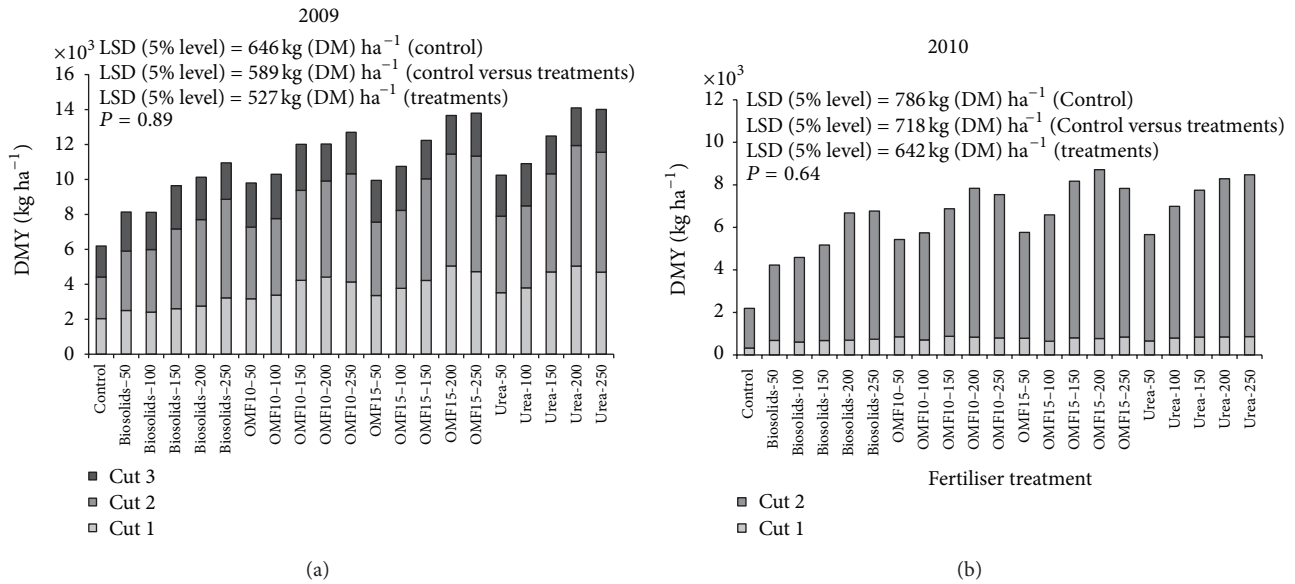 2009
×10³
LSD (5% level) = 646 kg (DM) ha⁻¹ (control)
LSD (5% level) = 589 kg (DM) ha⁻¹ (control versus treatments)
LSD (5% level) = 527 kg (DM) ha⁻¹ (treatments)
P = 0.89
16
14
12
10
8
6
4
2
0
DMY (kg ha⁻¹)
Control
Biosolids-50
Biosolids-100
Biosolids-150
Biosolids-200
Biosolids-250
OMF10-50
OMF10-100
OMF10-150
OMF10-200
OMF10-250
OMF15-50
OMF15-100
OMF15-150
OMF15-200
OMF15-250
Urea-50
Urea-100
Urea-150
Urea-200
Urea-250
Cut 3
Cut 2
Cut 1
(a)
2010
×10³
LSD (5% level) = 786 kg (DM) ha⁻¹ (Control)
LSD (5% level) = 718 kg (DM) ha⁻¹ (Control versus treatments)
LSD (5% level) = 642 kg (DM) ha⁻¹ (treatments)
P = 0.64
12
10
8
6
4
2
0
DMY (kg ha⁻¹)
Control
Biosolids-50
Biosolids-100
Biosolids-150
Biosolids-200
Biosolids-250
OMF10-50
OMF10-100
OMF10-150
OMF10-200
OMF10-250
OMF15-50
OMF15-100
OMF15-150
OMF15-200
OMF15-250
Urea-50
Urea-100
Urea-150
Urea-200
Urea-250
Fertiliser treatment
Cut 2
Cut 1
(b)